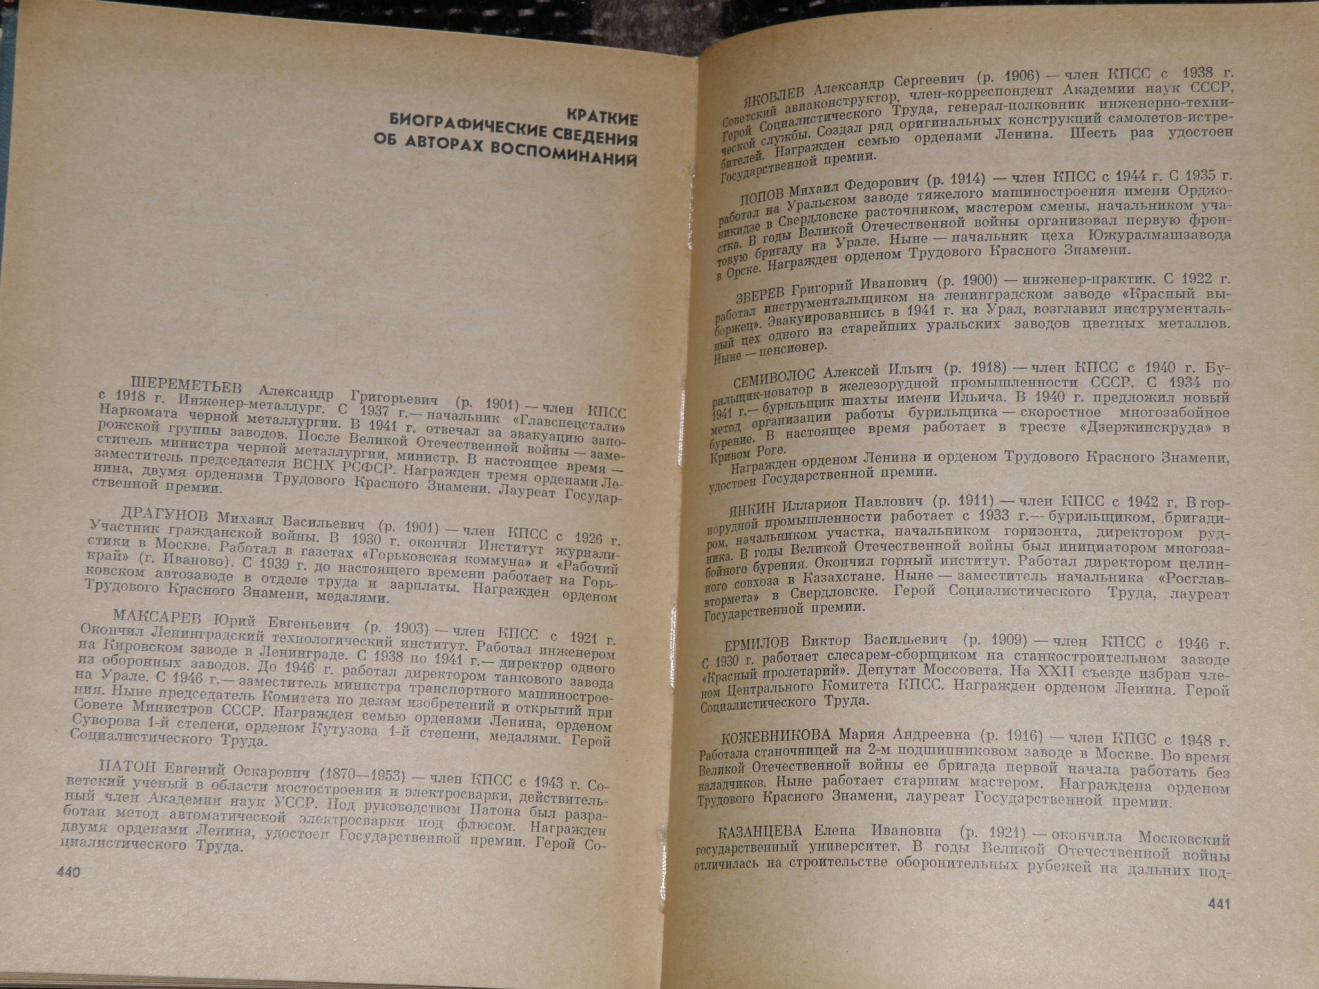 КРАТКИЕ
БИОГРАФИЧЕСКИЕ СВЕДЕНИЯ
ОБ АВТОРАХ ВОСПОМИНАНИЙ
ШЕРЕМЕТЬЕВ Александр Григорьевич (р. 1901) — член КПСС
с 1918 г. Инженер-металлург. С 1937 г.— начальник «Главспецстали»
Наркомата черной металлургии. В 1941 г. отвечал за эвакуацию запо-
рожской группы заводов. После Великой Отечественной войны — заме-
ститель министра черной металлургии, министр. В настоящее время —
заместитель председателя ВСНХ РСФСР. Награжден тремя орденами Ле-
нина, двумя орденами Трудового Красного Знамени. Лауреат Государ-
ственной премии.
ДРАГУНОВ Михаил Васильевич (р. 1901) — член КПСС с 1926 г.
Участник гражданской войны. В 1930 г. окончил Институт журнали-
стики в Москве. Работал в газетах «Горьковская коммуна» и «Рабочий
край» (г. Иваново). С 1939 г. до настоящего времени работает на Горь-
ковском автозаводе в отделе труда и зарплаты. Награжден орденом
Трудового Красного Знамени, медалями.
МАКСАРЕВ Юрий Евгеньевич (р. 1903) — член КПСС с 1921 г.
Окончил Ленинградский технологический институт. Работал инженером
на Кировском заводе в Ленинграде. С 1938 по 1941 г.— директор одного
из оборонных заводов. До 1946 г. работал директором танкового завода
на Урале. С 1946 г.— заместитель министра транспортного машинострое-
ния. Ныне председатель Комитета по делам изобретений и открытий при
Совете Министров СССР. Награжден семью орденами Ленина, орденом
Суворова 1-й степени, орденом Кутузова 1-й степени, медалями. Герой
Социалистического Труда.
ПАТОН Евгений Оскарович (1870—1953) — член КПСС с 1943 г. Со-
ветский ученый в области мостостроения и электросварки, действитель-
ный член Академии наук УССР. Под руководством Патона был разра-
ботан метод автоматической электросварки под флюсом. Награжден
двумя орденами Ленина, удостоен Государственной премии. Герой Со-
циалистического Труда.
440
ЯКОВЛЕВ Александр Сергеевич (р. 1906) — член КПСС с 1938 г.
Советский авиаконструктор, член-корреспондент Академии наук СССР,
Герой Социалистического Труда, генерал-полковник инженерно-техни-
ческой службы. Создал ряд оригинальных конструкций самолетов-истре-
бителей. Награжден семью орденами Ленина. Шесть раз удостоен
Государственной премии.
ПОПОВ Михаил Федорович (р. 1914) — член КПСС с 1944 г. С 1935 г.
работал на Уральском заводе тяжелого машиностроения имени Орджо-
никидзе в Свердловске расточником, мастером смены, начальником уча-
стка. В годы Великой Отечественной войны организовал первую фрон-
товую бригаду на Урале. Ныне — начальник цеха Южуралмашзавода
в Орске. Награжден орденом Трудового Красного Знамени.
ЗВЕРЕВ Григорий Иванович (р. 1900) — инженер-практик. С 1922 г.
работал инструментальщиком на ленинградском заводе «Красный вы-
боржец». Эвакуировавшись в 1941 г. на Урал, возглавил инструменталь-
ный цех одного из старейших уральских заводов цветных металлов.
Ныне — пенсионер.
СЕМИВОЛОС Алексей Ильич (р. 1918) — член КПСС с 1940 г. Бу-
рильщик-новатор в железорудной промышленности СССР. С 1934 по
1941 г.— бурильщик шахты имени Ильича. В 1940 г. предложил новый
метод организации работы бурильщика — скоростное многозабойное
бурение. В настоящее время работает в тресте «Дзержинскруда» в
Кривом Роге.
Награжден орденом Ленина и орденом Трудового Красного Знамени,
удостоен Государственной премии.
ЯНКИН Илларион Павлович (р. 1911) — член КПСС с 1942 г. В гор-
норудной промышленности работает с 1933 г.— бурильщиком, бригади-
ром, начальником участка, начальником горизонта, директором руд-
ника. В годы Великой Отечественной войны был инициатором многоза-
бойного бурения. Окончил горный институт. Работал директором целин-
ного совхоза в Казахстане. Ныне — заместитель начальника «Росглав-
втормета» в Свердловске. Герой Социалистического Труда, лауреат
Государственной премии.
ЕРМИЛОВ Виктор Васильевич (р. 1909) — член КПСС с 1946 г.
С 1930 г. работает слесарем-сборщиком на станкостроительном заводе
«Красный пролетарий». Депутат Моссовета. На XXII съезде избран чле-
ном Центрального Комитета КПСС. Награжден орденом Ленина. Герой
Социалистического Труда.
КОЖЕВНИКОВА Мария Андреевна (р. 1916) — член КПСС с 1948 г.
Работала станочницей на 2-м подшипниковом заводе в Москве. Во время
Великой Отечественной войны ее бригада первой начала работать без
наладчиков. Ныне работает старшим мастером. Награждена орденом
Трудового Красного Знамени, лауреат Государственной премии.
КАЗАНЦЕВА Елена Ивановна (р. 1921) — окончила Московский
государственный университет. В годы Великой Отечественной войны
отличилась на строительстве оборонительных рубежей на дальних под-
441